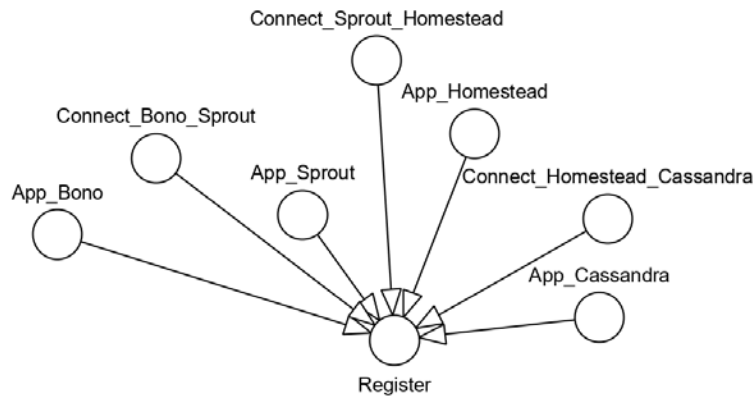 Connect_Sprout_Homestead
App_Homestead
Connect_Bono_Sprout
App_Sprout
Connect_Homestead_Cassandra
App_Bono
App_Cassandra
Register